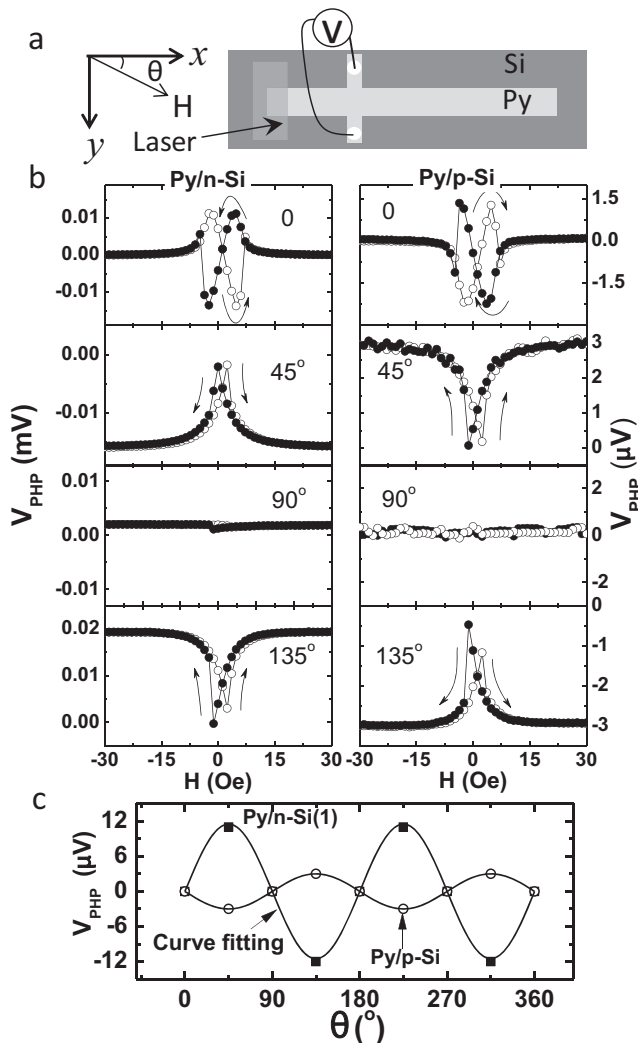 a
x
θ
H
y
Laser
V
Si
Py
b
Py/n-Si
Py/p-Si
0.01
0.00
-0.01
0
0
1.5
0.0
-1.5
0.00
-0.01
45°
45°
3
2
1
0
0.01
0.00
-0.01
90°
90°
2
0
-2
0
0.02
0.01
0.00
135°
135°
-1
-2
-3
V_PHP (mV)
V_PHP (μV)
-30 -15 0 15 30
-30 -15 0 15 30
H (Oe)
H (Oe)
c
Py/n-Si(1)
12
6
0
-6
-12
V_PHP (μV)
Curve fitting
Py/p-Si
0 90 180 270 360
θ(°)